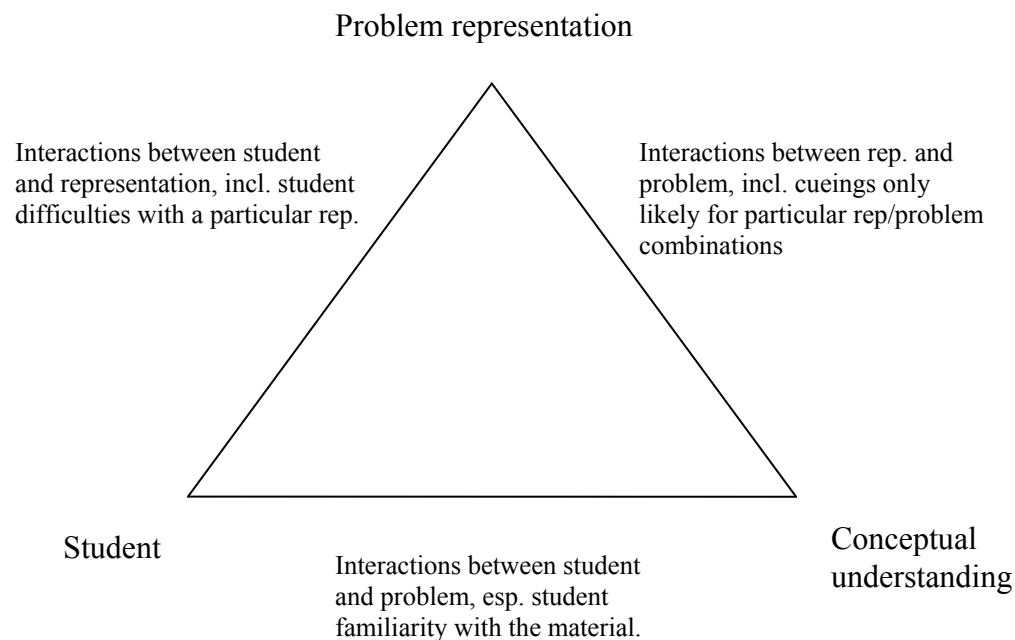 Problem representation
Interactions between student
and representation, incl. student
difficulties with a particular rep.
Interactions between rep. and
problem, incl. cueings only
likely for particular rep/problem
combinations
Student
Interactions between student
and problem, esp. student
familiarity with the material.
Conceptual
understanding